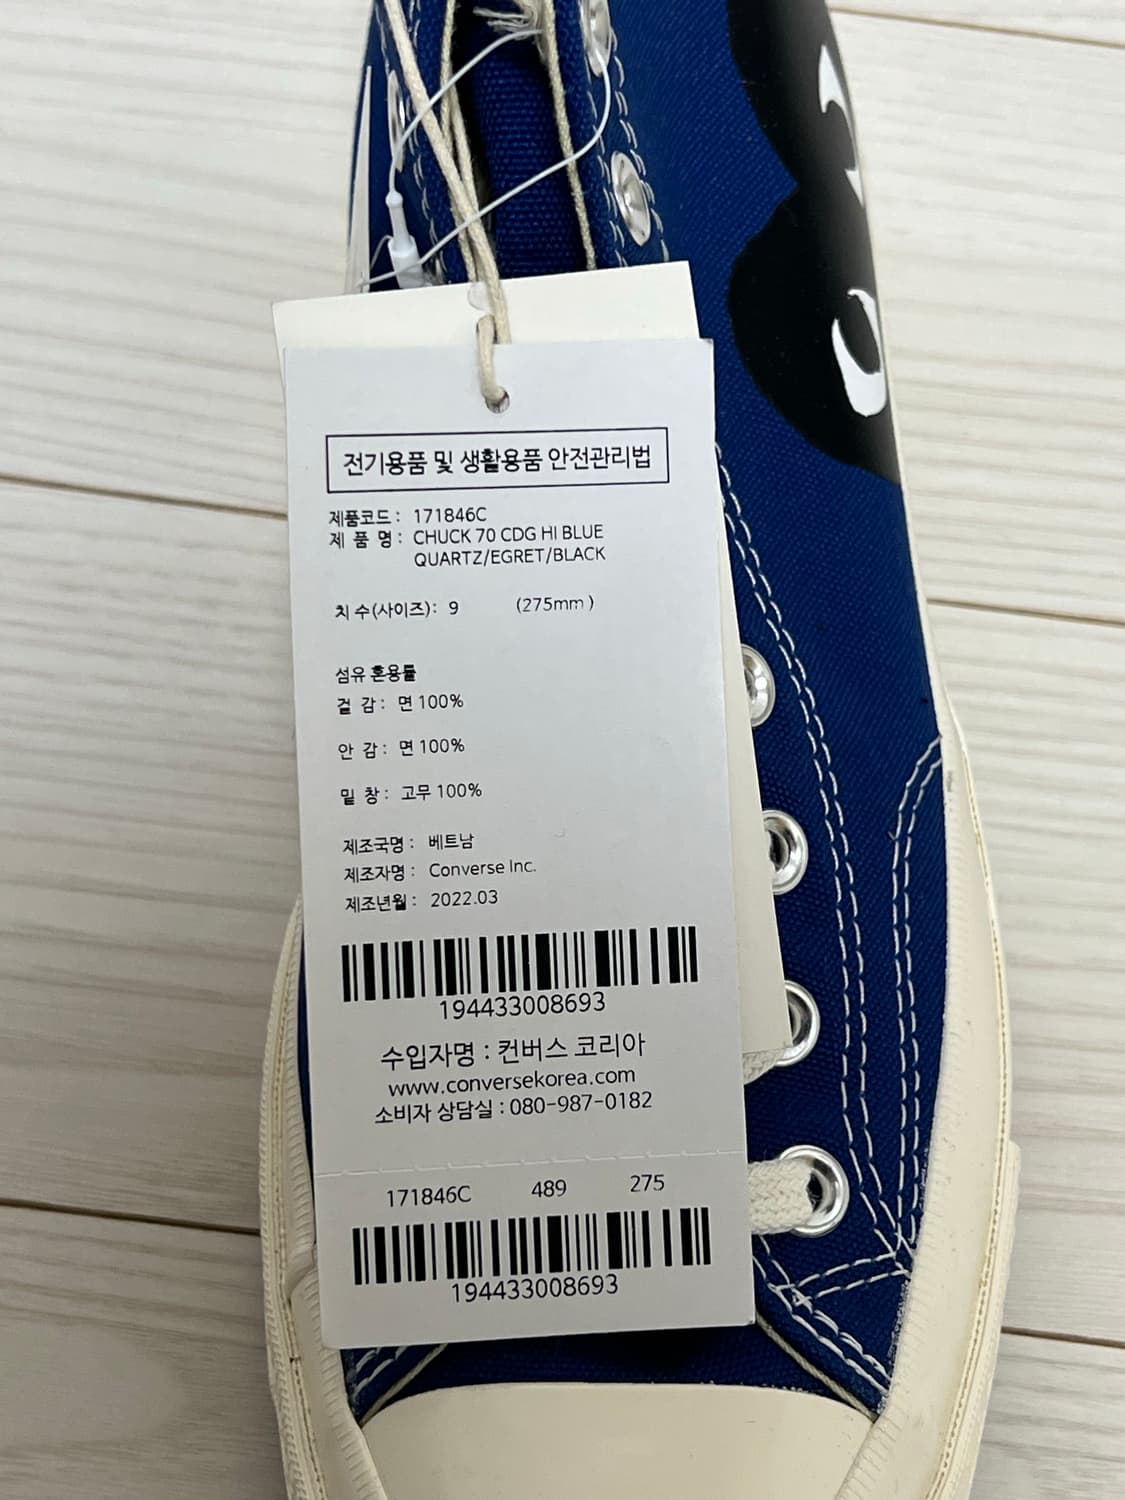 전기용품 및 생활용품 안전관리법
제품코드 : 171846C
제 품 명 : CHUCK 70 CDG HI BLUE
QUARTZ/EGRET/BLACK
치 수(사이즈) : 9 (275mm)
섬유 혼용률
겉 감 : 면 100%
안 감 : 면 100%
밑 창 : 고무 100%
제조국명 : 베트남
제조자명 : Converse Inc.
제조년월 : 2022.03
194433008693
수입자명 : 컨버스 코리아
www.conversekorea.com
소비자 상담실 : 080-987-0182
171846C 489 275
194433008693